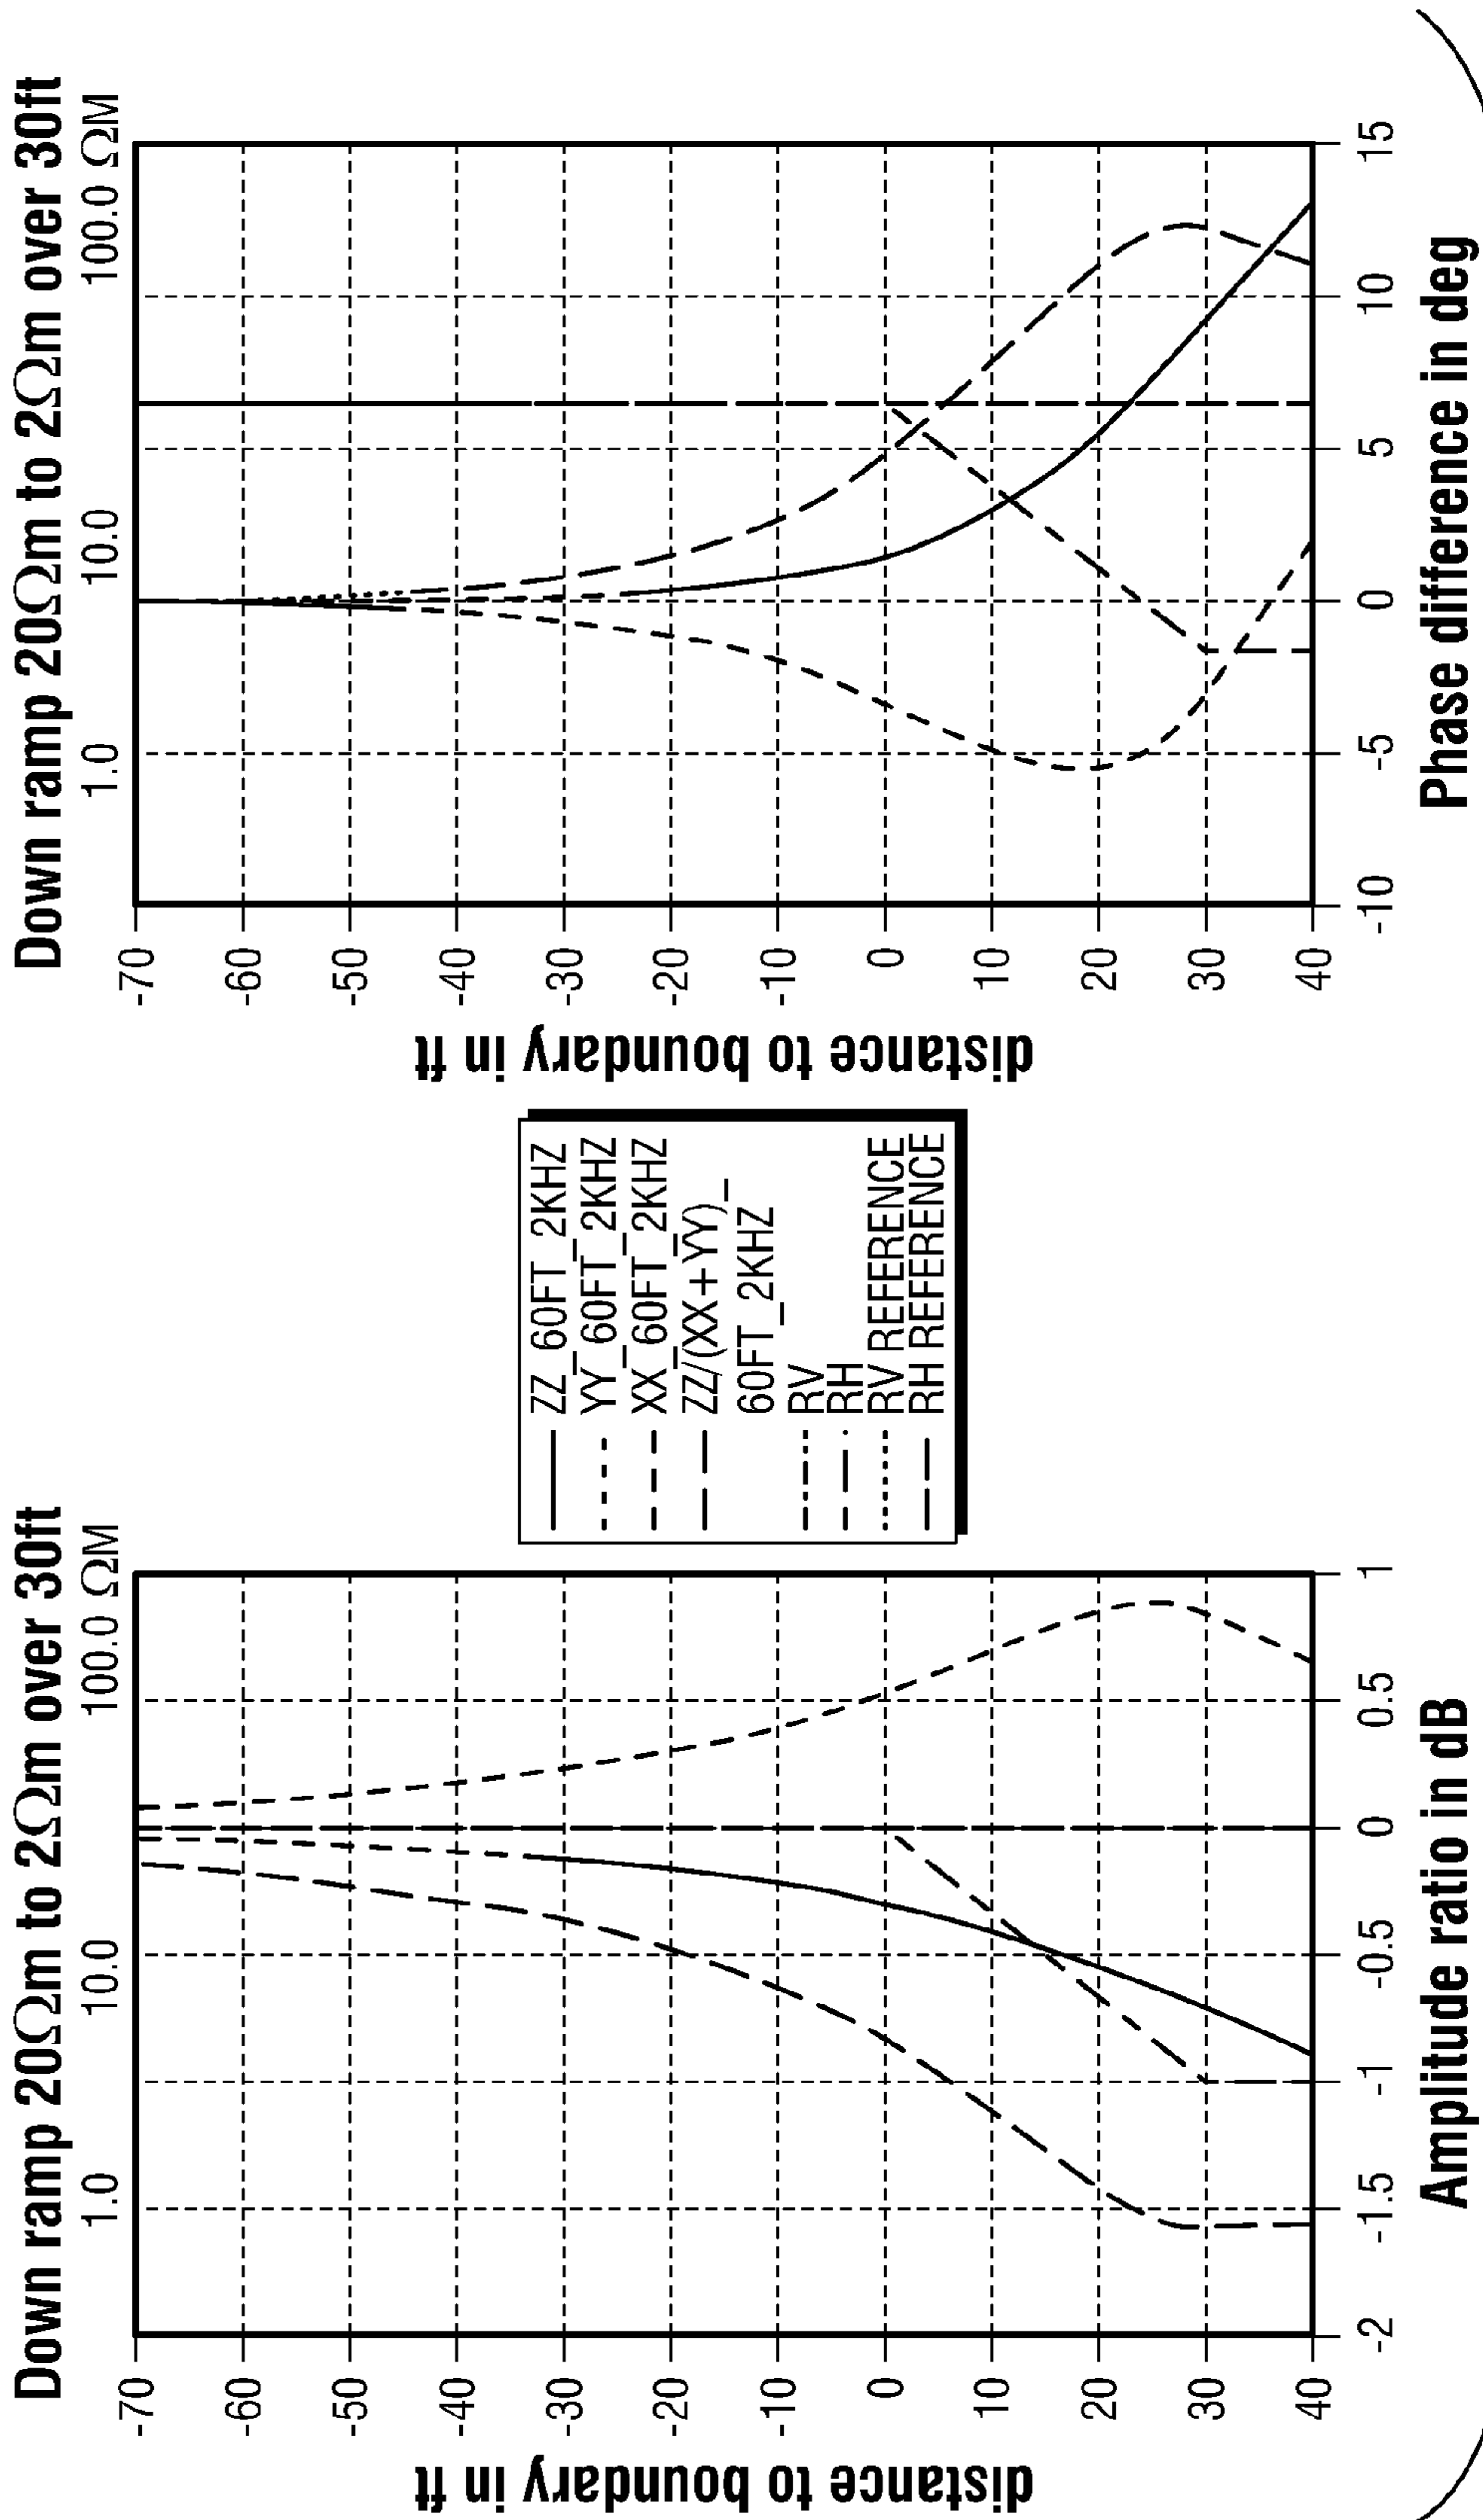 Down ramp 20Ωm to 2Ωm over 30ft
1.0 10.0 100.0 ΩM
distance to boundary in ft
-70
-60
-50
-40
-30
-20
-10
0
10
20
30
40
-2 -1.5 -1 -0.5 0 0.5 1
Amplitude ratio in dB
ZZ_60FT_2KHZ
YY_60FT_2KHZ
XX_60FT_2KHZ
ZZ/(XX+YY)_
60FT_2KHZ
RV
RH
RV REFERENCE
RH REFERENCE
Down ramp 20Ωm to 2Ωm over 30ft
1.0 10.0 100.0 ΩM
distance to boundary in ft
-70
-60
-50
-40
-30
-20
-10
0
10
20
30
40
-10 -5 0 5 10 15
Phase difference in deg